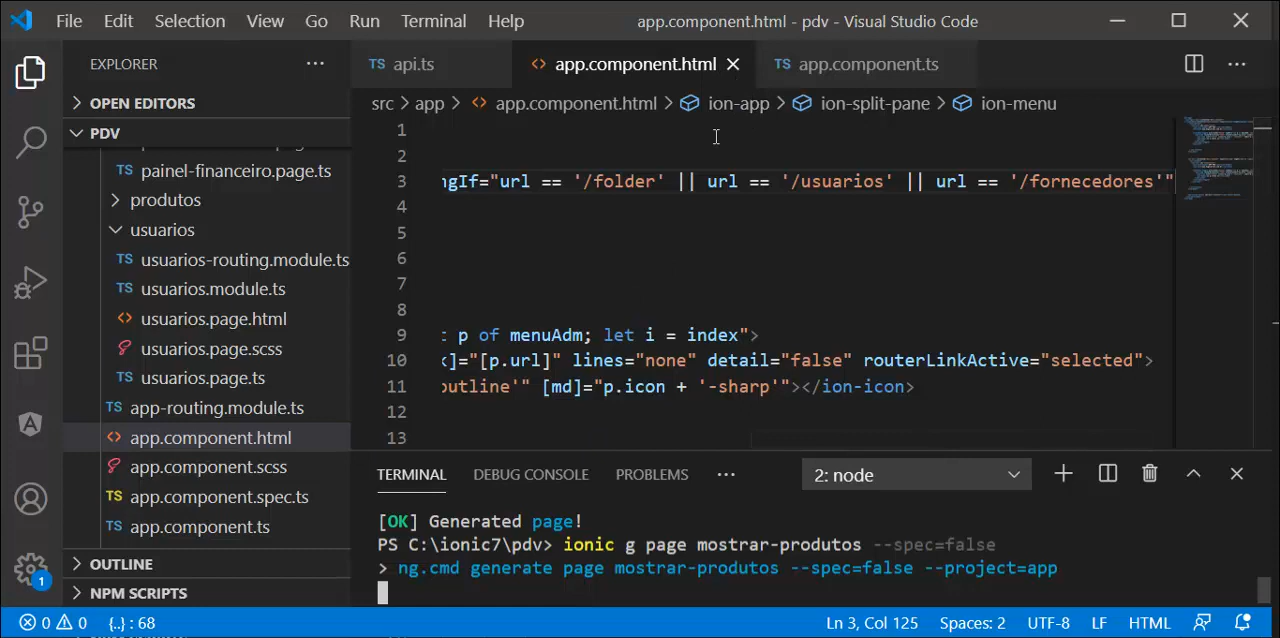 File Edit Selection View Go Run Terminal Help app.component.html - pdv - Visual Studio Code
EXPLORER
TS api.ts
app.component.html
TS app.component.ts
OPEN EDITORS
PDV
TS painel-financeiro.page.ts
produtos
usuarios
TS usuarios-routing.module.ts
TS usuarios.module.ts
usuarios.page.html
usuarios.page.scss
TS usuarios.page.ts
TS app-routing.module.ts
app.component.html
app.component.scss
TS app.component.spec.ts
TS app.component.ts
OUTLINE
NPM SCRIPTS
src > app > app.component.html > ion-app > ion-split-pane > ion-menu
1
2
3 ngIf="url == '/folder' || url == '/usuarios' || url == '/fornecedores'"
4
5
6
7
8
9 t p of menuAdm; let i = index">
10 k]="[p.url]" lines="none" detail="false" routerLinkActive="selected">
11 outline'" [md]="p.icon + '-sharp'"></ion-icon>
12
13
TERMINAL DEBUG CONSOLE PROBLEMS ··· 2: node
[OK] Generated page!
PS C:\ionic7\pdv> ionic g page mostrar-produtos --spec=false
> ng.cmd generate page mostrar-produtos --spec=false --project=app
1
0 0 {..} : 68 Ln 3, Col 125 Spaces: 2 UTF-8 LF HTML